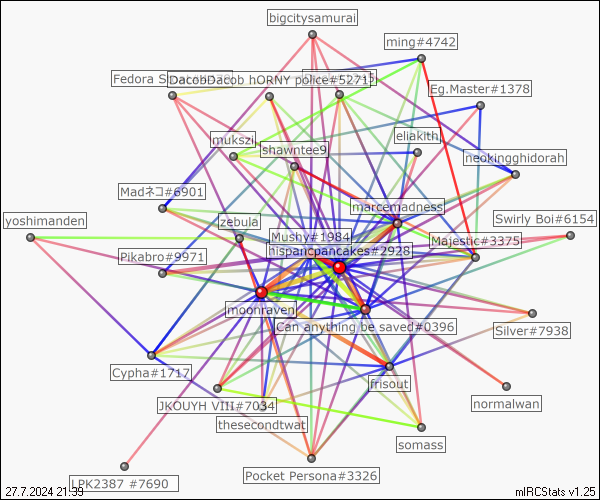 bigcitysamurai
ming#4742
Fedora S
DacobDacob hORNY police#5271
Eg.Master#1378
mukszi
eliakith
shawntee9
neokingghidorah
Madネコ#6901
marcemadness
yoshimanden
zebula
Swirly Boi#6154
Mushy#1984
Majestic#3375
hispanicpancakes#2928
Pikabro#9971
moonraven
Can anything be saved#0396
Silver#7938
Cypha#1717
frisout
JKOUYH VIII#7034
normalwan
thesecondtwat
somass
Pocket Persona#3326
LPK2387 #7690
27.7.2024 21:39
mIRCStats v1.25